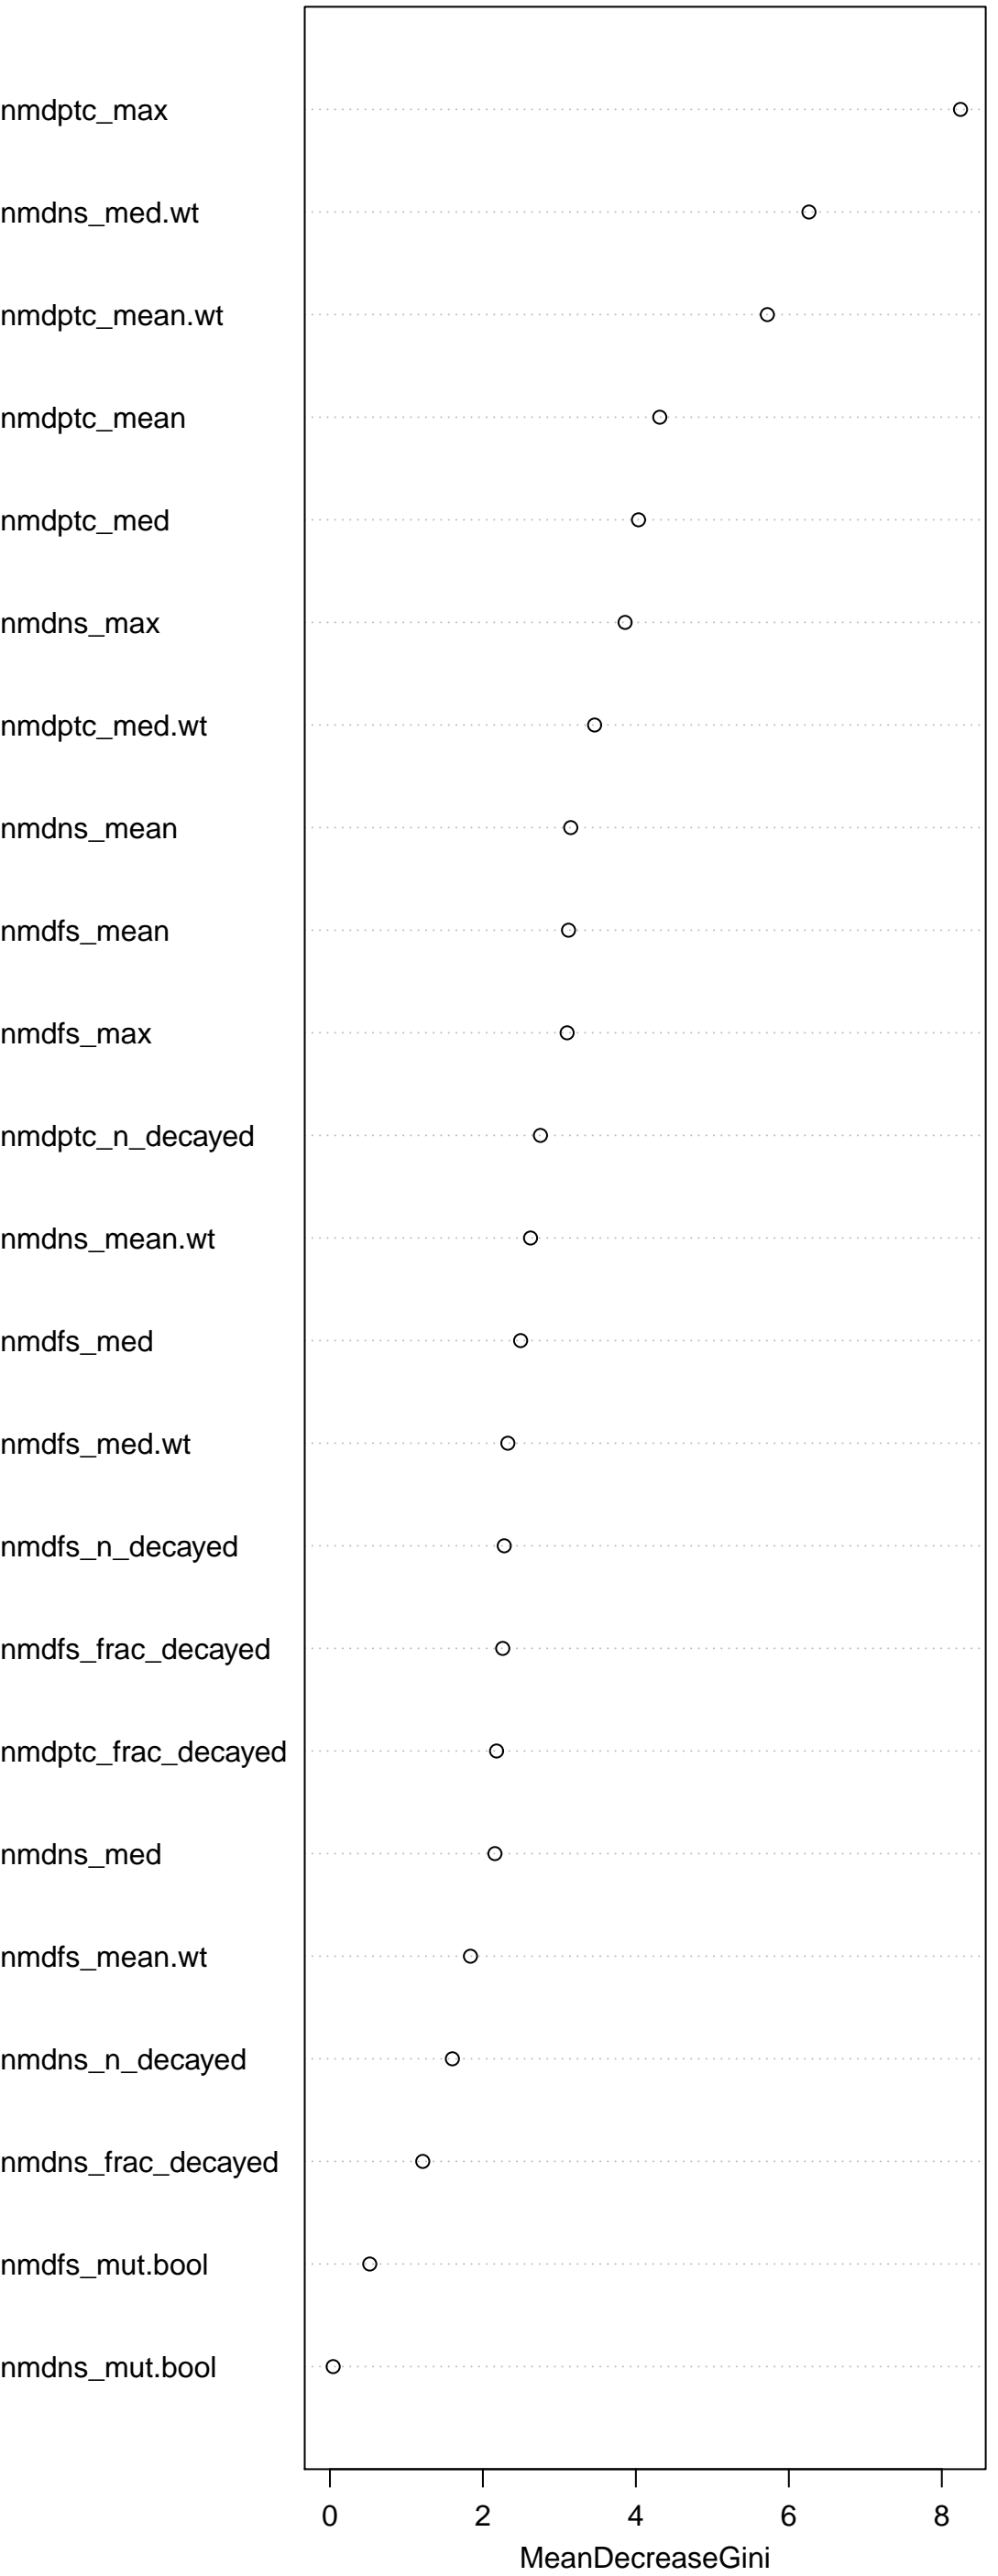 nmdptc_max
nmdns_med.wt
nmdptc_mean.wt
nmdptc_mean
nmdptc_med
nmdns_max
nmdptc_med.wt
nmdns_mean
nmdfs_mean
nmdfs_max
nmdptc_n_decayed
nmdns_mean.wt
nmdfs_med
nmdfs_med.wt
nmdfs_n_decayed
nmdfs_frac_decayed
nmdptc_frac_decayed
nmdns_med
nmdfs_mean.wt
nmdns_n_decayed
nmdns_frac_decayed
nmdfs_mut.bool
nmdns_mut.bool
0 2 4 6 8
MeanDecreaseGini